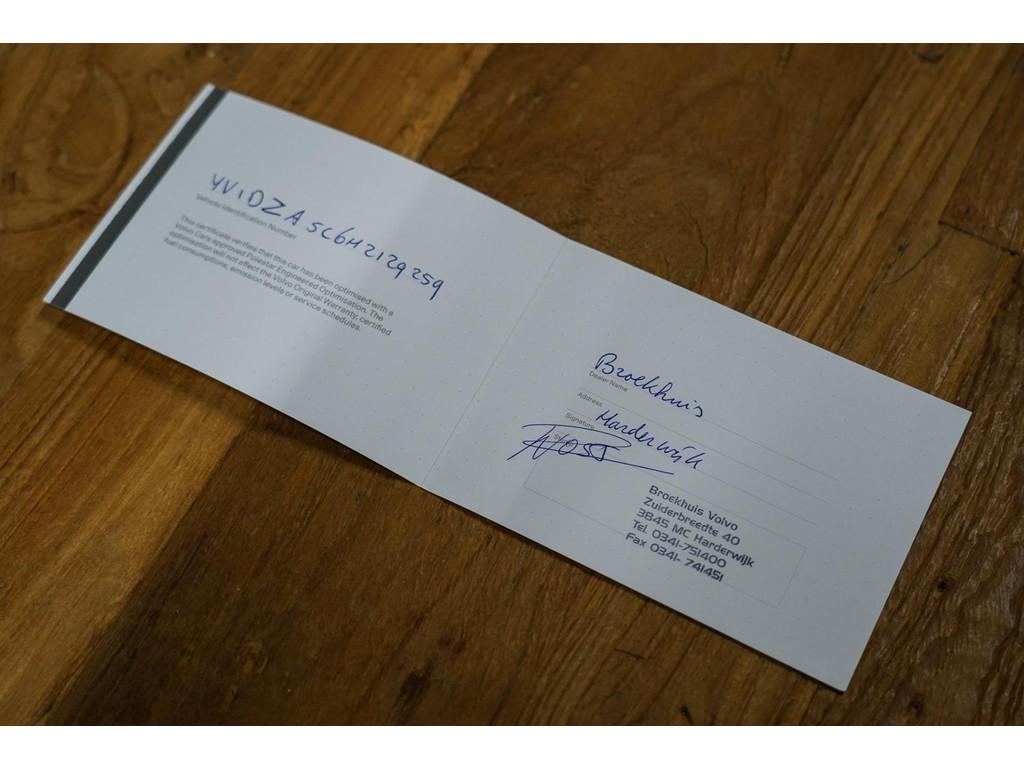 YV1DZA5C6H2129259
Vehicle Identification Number
This certificate verifies that this car has been optimised with a
Volvo Cars approved Polestar Engineered Optimisation. The
optimisation will not affect the Volvo Original Warranty, certified
fuel consumptions, emission levels or service schedules.
Broekhuis
Dealer Name
Harderwijk
Address
Signature
Broekhuis Volvo
Zuiderbreedte 40
3845 MC Harderwijk
Tel. 0341-751400
Fax 0341- 741451